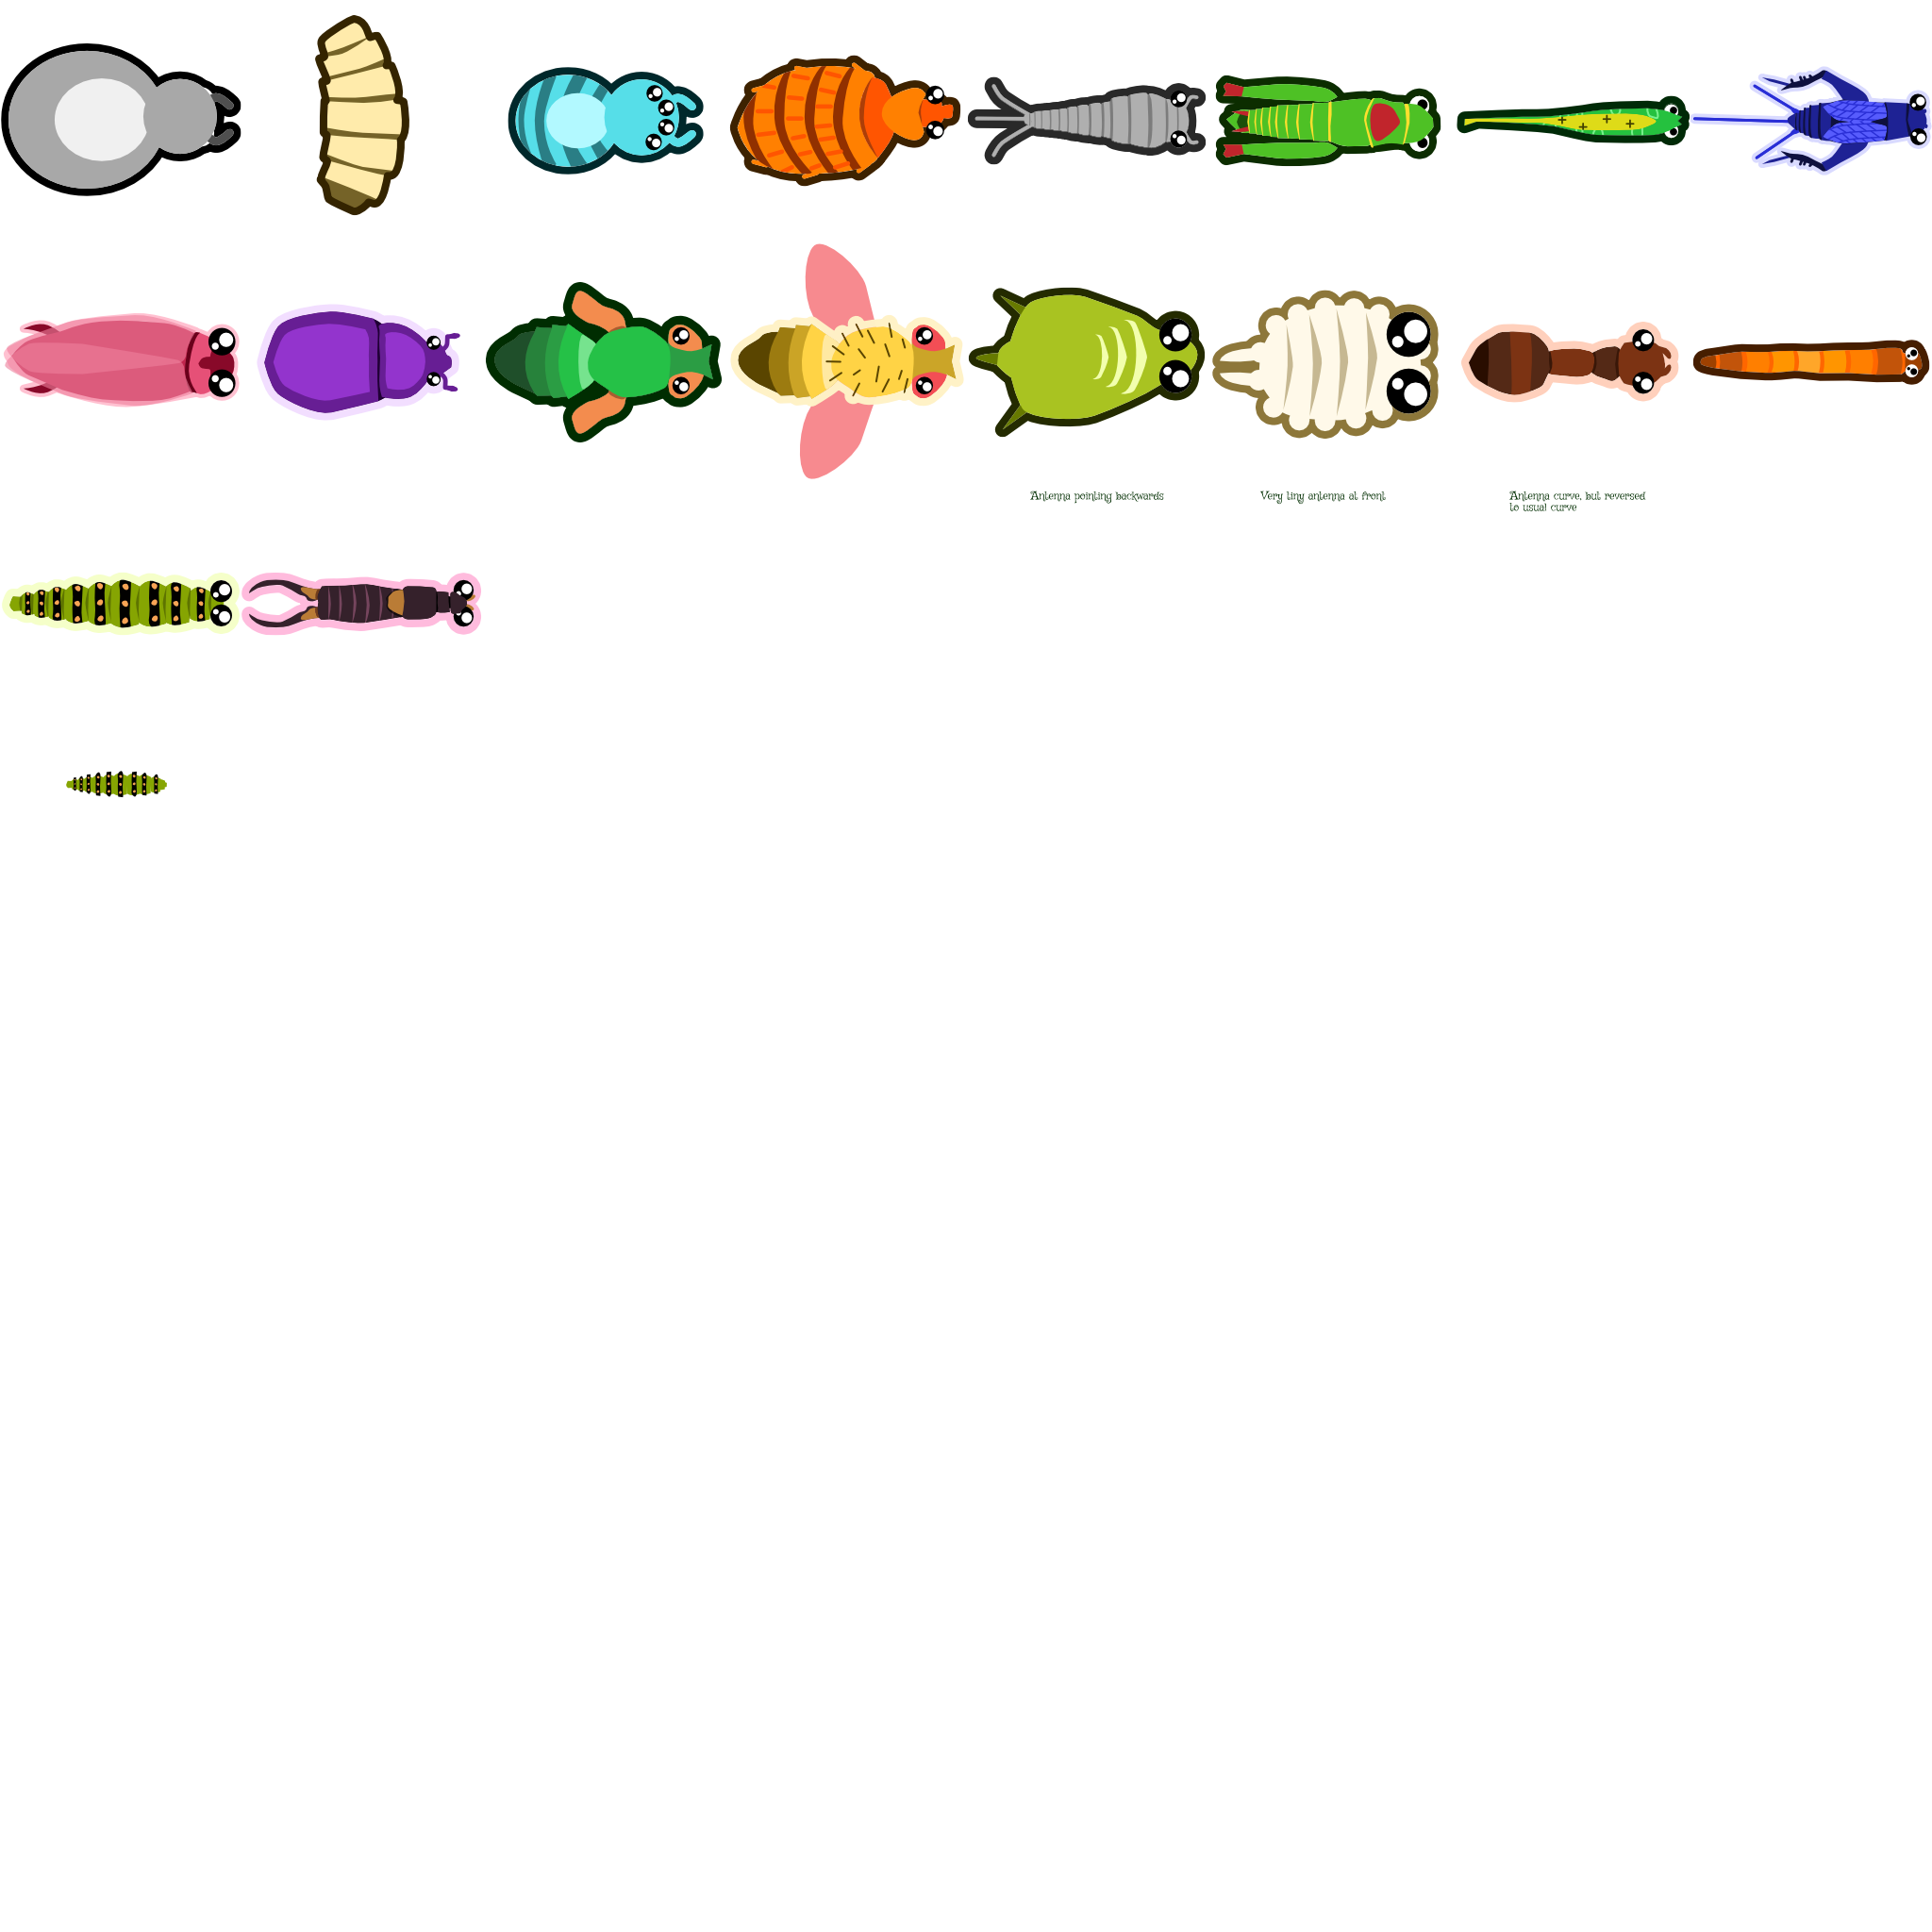 Antenna pointing backwards
Very tiny antenna at front
Antenna curve, but reversed
to usual curve